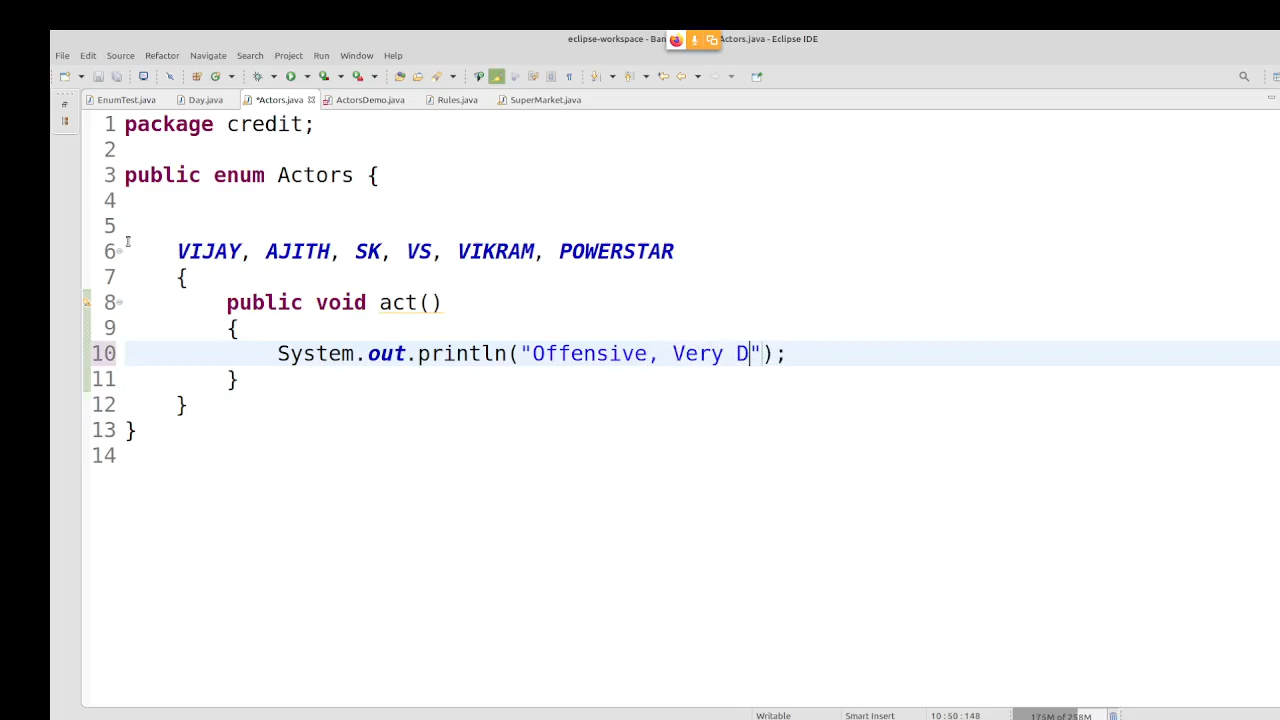 eclipse-workspace - Ban Actors.java - Eclipse IDE
File Edit Source Refactor Navigate Search Project Run Window Help
EnumTest.java Day.java *Actors.java ActorsDemo.java Rules.java SuperMarket.java
1 package credit;
2
3 public enum Actors {
4
5
6 VIJAY, AJITH, SK, VS, VIKRAM, POWERSTAR
7 {
8 public void act()
9 {
10 System.out.println("Offensive, Very D");
11 }
12 }
13 }
14
Writable Smart Insert 10:50:148 175M of 258M